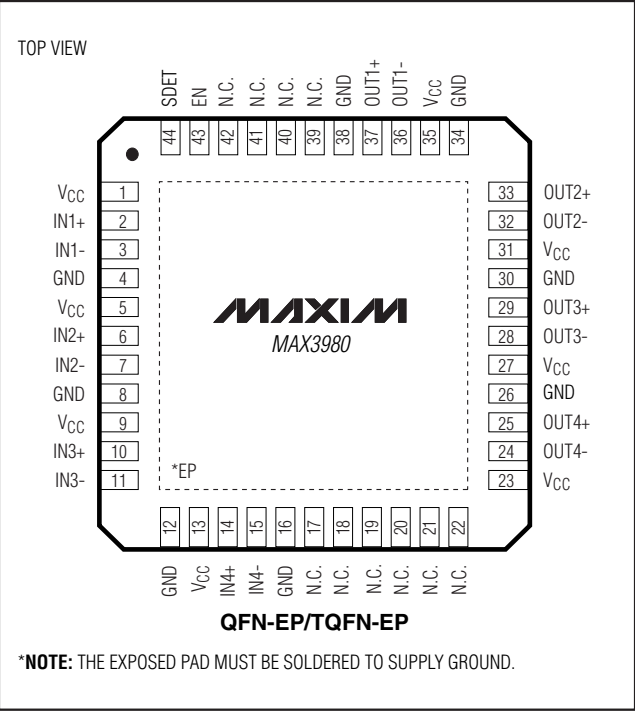 TOP VIEW
SDET
EN
N.C.
N.C.
N.C.
N.C.
GND
OUT1+
OUT1-
VCC
GND
44
43
42
41
40
39
38
37
36
35
34
VCC 1
IN1+ 2
IN1- 3
GND 4
VCC 5
IN2+ 6
IN2- 7
GND 8
VCC 9
IN3+ 10
IN3- 11
MAXIM
MAX3980
*EP
33 OUT2+
32 OUT2-
31 VCC
30 GND
29 OUT3+
28 OUT3-
27 VCC
26 GND
25 OUT4+
24 OUT4-
23 VCC
12
13
14
15
16
17
18
19
20
21
22
GND
VCC
IN4+
IN4-
GND
N.C.
N.C.
N.C.
N.C.
N.C.
N.C.
QFN-EP/TQFN-EP
*NOTE: THE EXPOSED PAD MUST BE SOLDERED TO SUPPLY GROUND.